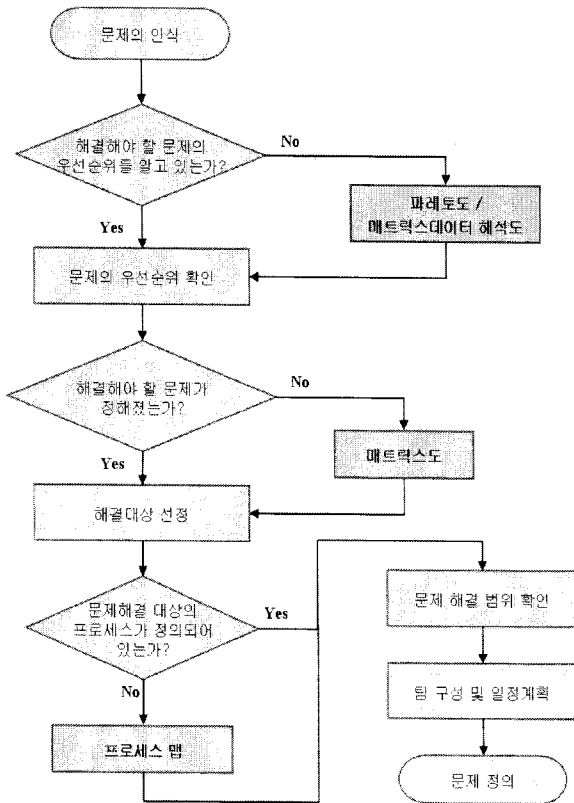 문제의 인식
해결해야 할 문제의
우선순위를 알고 있는가?
No
Yes
파레토도 /
매트릭스데이터 해석도
문제의 우선순위 확인
해결해야 할 문제가
정해졌는가?
No
Yes
매트릭스도
해결대상 선정
문제해결 대상의
프로세스가 정의되어
있는가?
Yes
No
프로세스 맵
문제 해결 범위 확인
팀 구성 및 일정계획
문제 정의